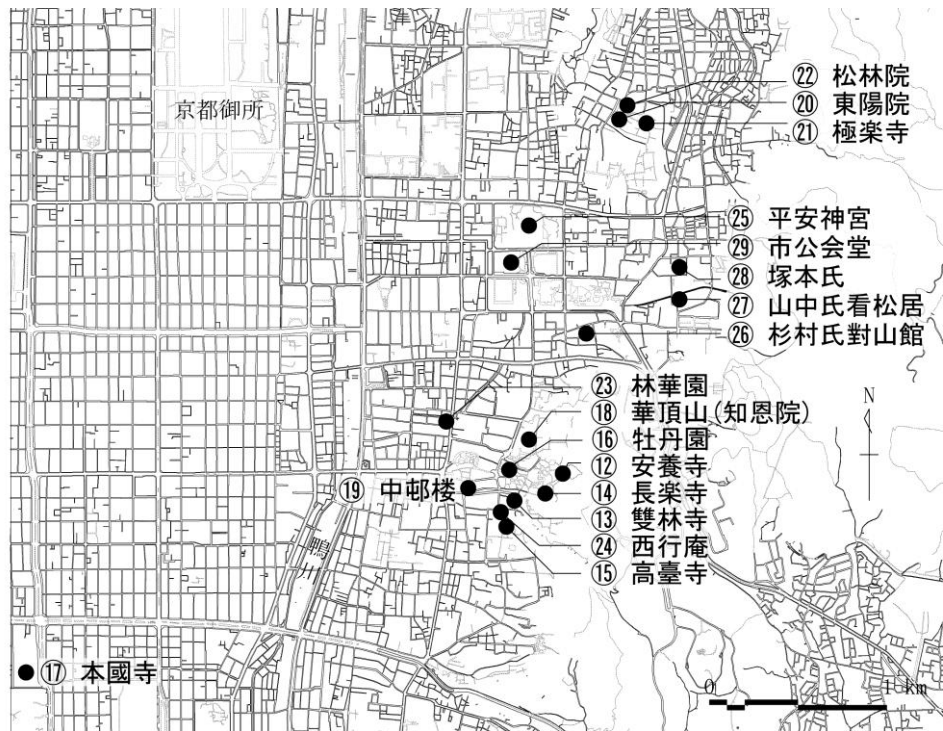 京都御所
㉒ 松林院
⑳ 東陽院
㉑ 極楽寺
㉕ 平安神宮
㉙ 市公会堂
㉘ 塚本氏
㉗ 山中氏看松居
㉖ 杉村氏對山館
㉓ 林華園
⑱ 華頂山(知恩院)
⑯ 牡丹園
⑫ 安養寺
⑭ 長楽寺
⑬ 雙林寺
㉔ 西行庵
⑮ 高臺寺
⑲ 中邨楼
鴨川
⑰ 本國寺
N
0 1 km